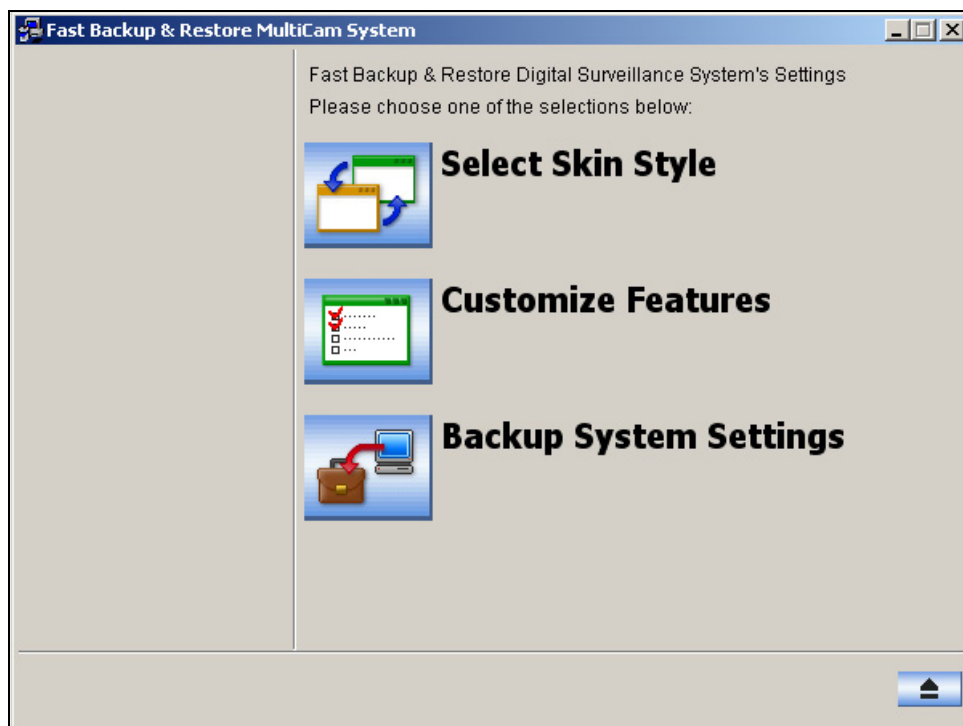 Fast Backup & Restore MultiCam System
Fast Backup & Restore Digital Surveillance System's Settings
Please choose one of the selections below:
Select Skin Style
Customize Features
Backup System Settings